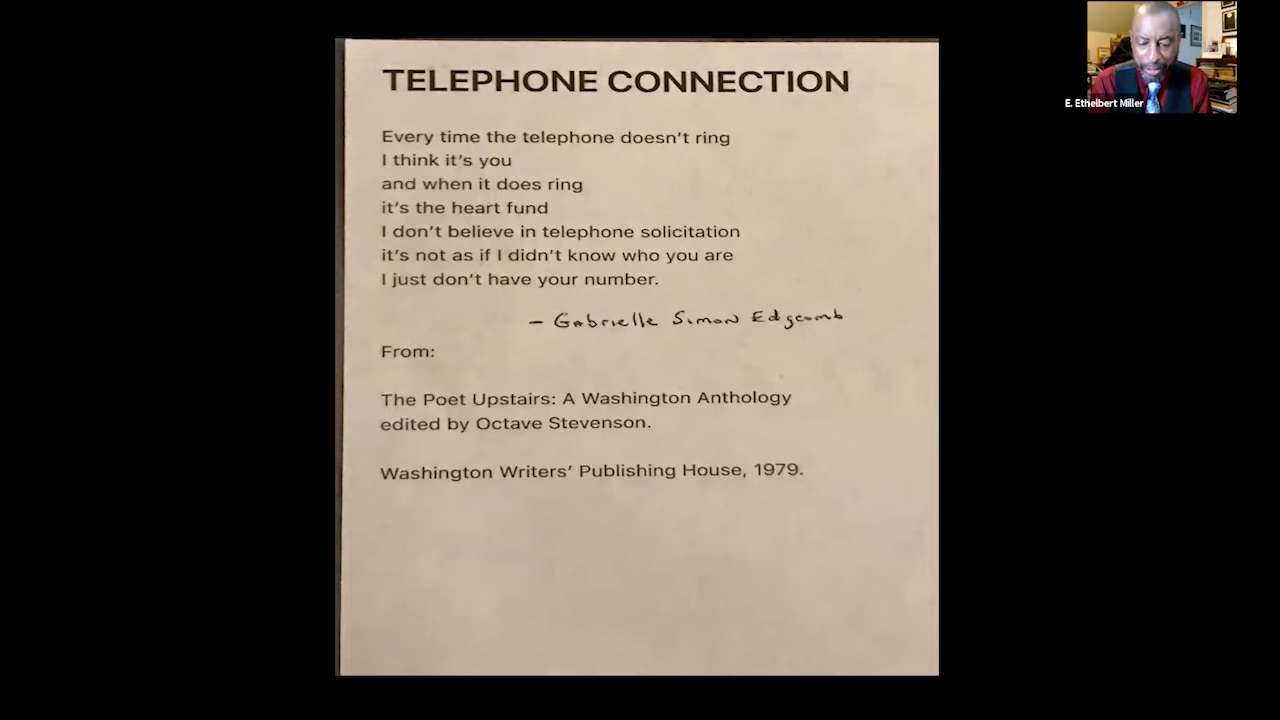 TELEPHONE CONNECTION
Every time the telephone doesn't ring
I think it's you
and when it does ring
it's the heart fund
I don't believe in telephone solicitation
it's not as if I didn't know who you are
I just don't have your number.
– Gabrielle Simon Edgcomb
From:
The Poet Upstairs: A Washington Anthology
edited by Octave Stevenson.
Washington Writers' Publishing House, 1979.
E. Ethelbert Miller